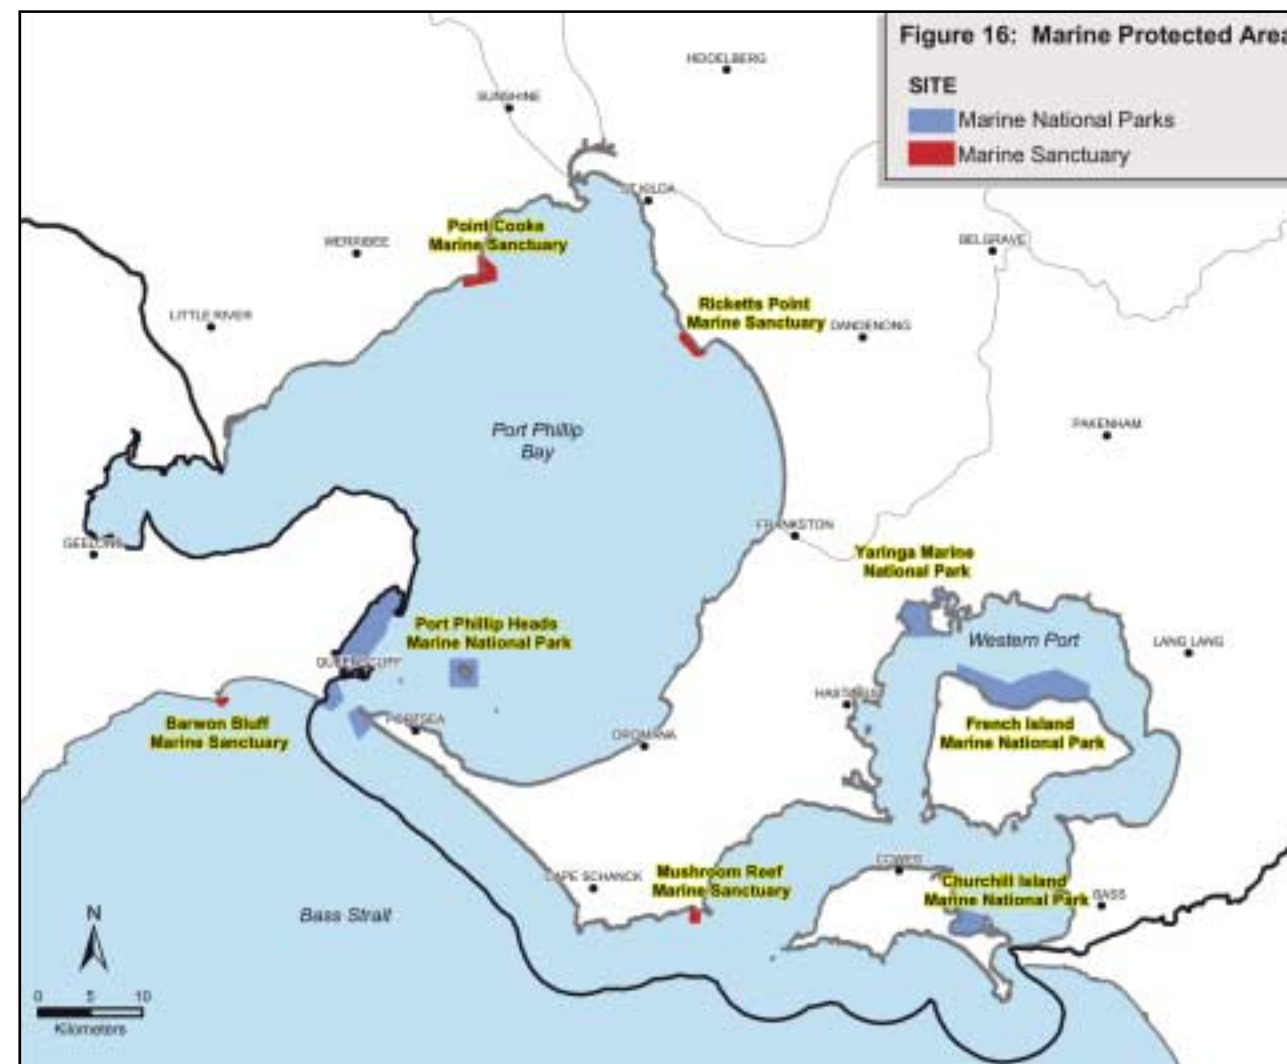 Figure 16: Marine Protected Area
SITE
Marine National Parks
Marine Sanctuary
HEIDELBERG
SUNSHINE
ST KILDA
Point Cooke
Marine Sanctuary
WERRIBEE
BELGRAVE
LITTLE RIVER
Ricketts Point
Marine Sanctuary
DANDENONG
Port Phillip
Bay
PAKENHAM
GEELONG
FRANKSTON
Yaringa Marine
National Park
Port Phillip Heads
Marine National Park
Western Port
LANG LANG
QUEENSCLIFF
HASTINGS
Barwon Bluff
Marine Sanctuary
PORTSEA
DROMANA
French Island
Marine National Park
COWES
Mushroom Reef
Marine Sanctuary
CAPE SCHANCK
Churchill Island
Marine National Park
BASS
Bass Strait
N
0 5 10
Kilometers